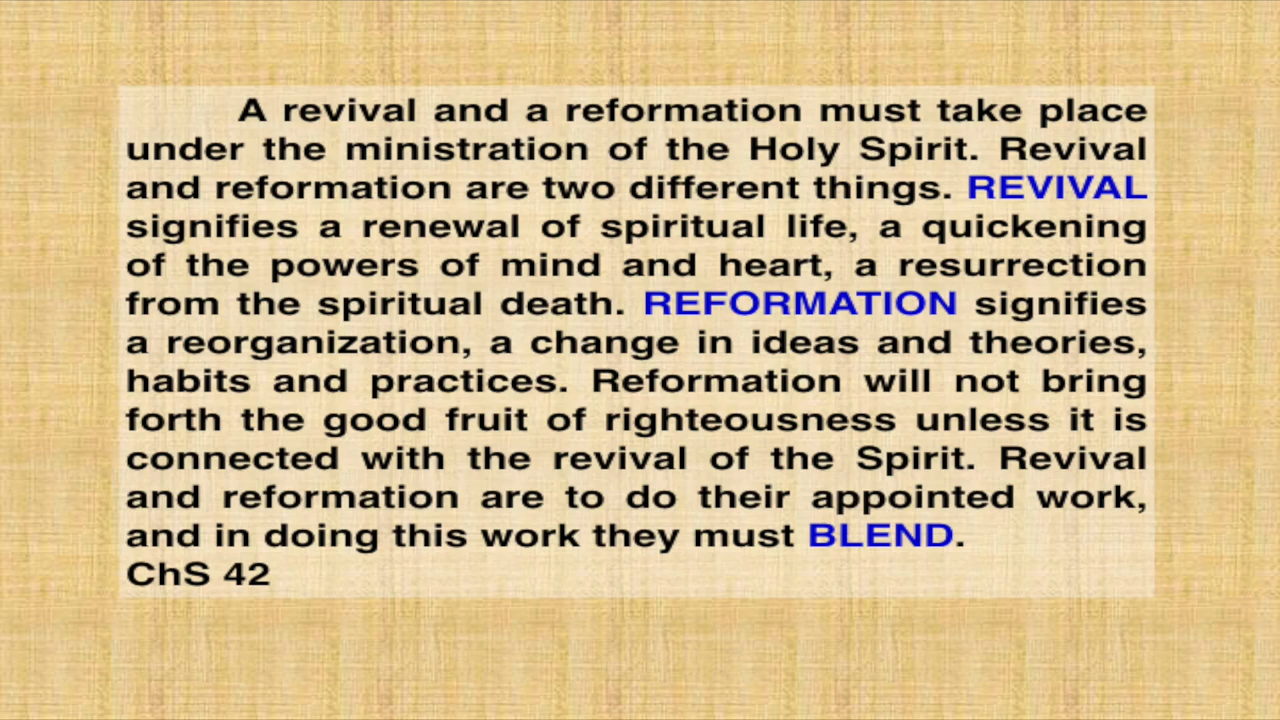 A revival and a reformation must take place
under the ministration of the Holy Spirit. Revival
and reformation are two different things. REVIVAL
signifies a renewal of spiritual life, a quickening
of the powers of mind and heart, a resurrection
from the spiritual death. REFORMATION signifies
a reorganization, a change in ideas and theories,
habits and practices. Reformation will not bring
forth the good fruit of righteousness unless it is
connected with the revival of the Spirit. Revival
and reformation are to do their appointed work,
and in doing this work they must BLEND.
ChS 42